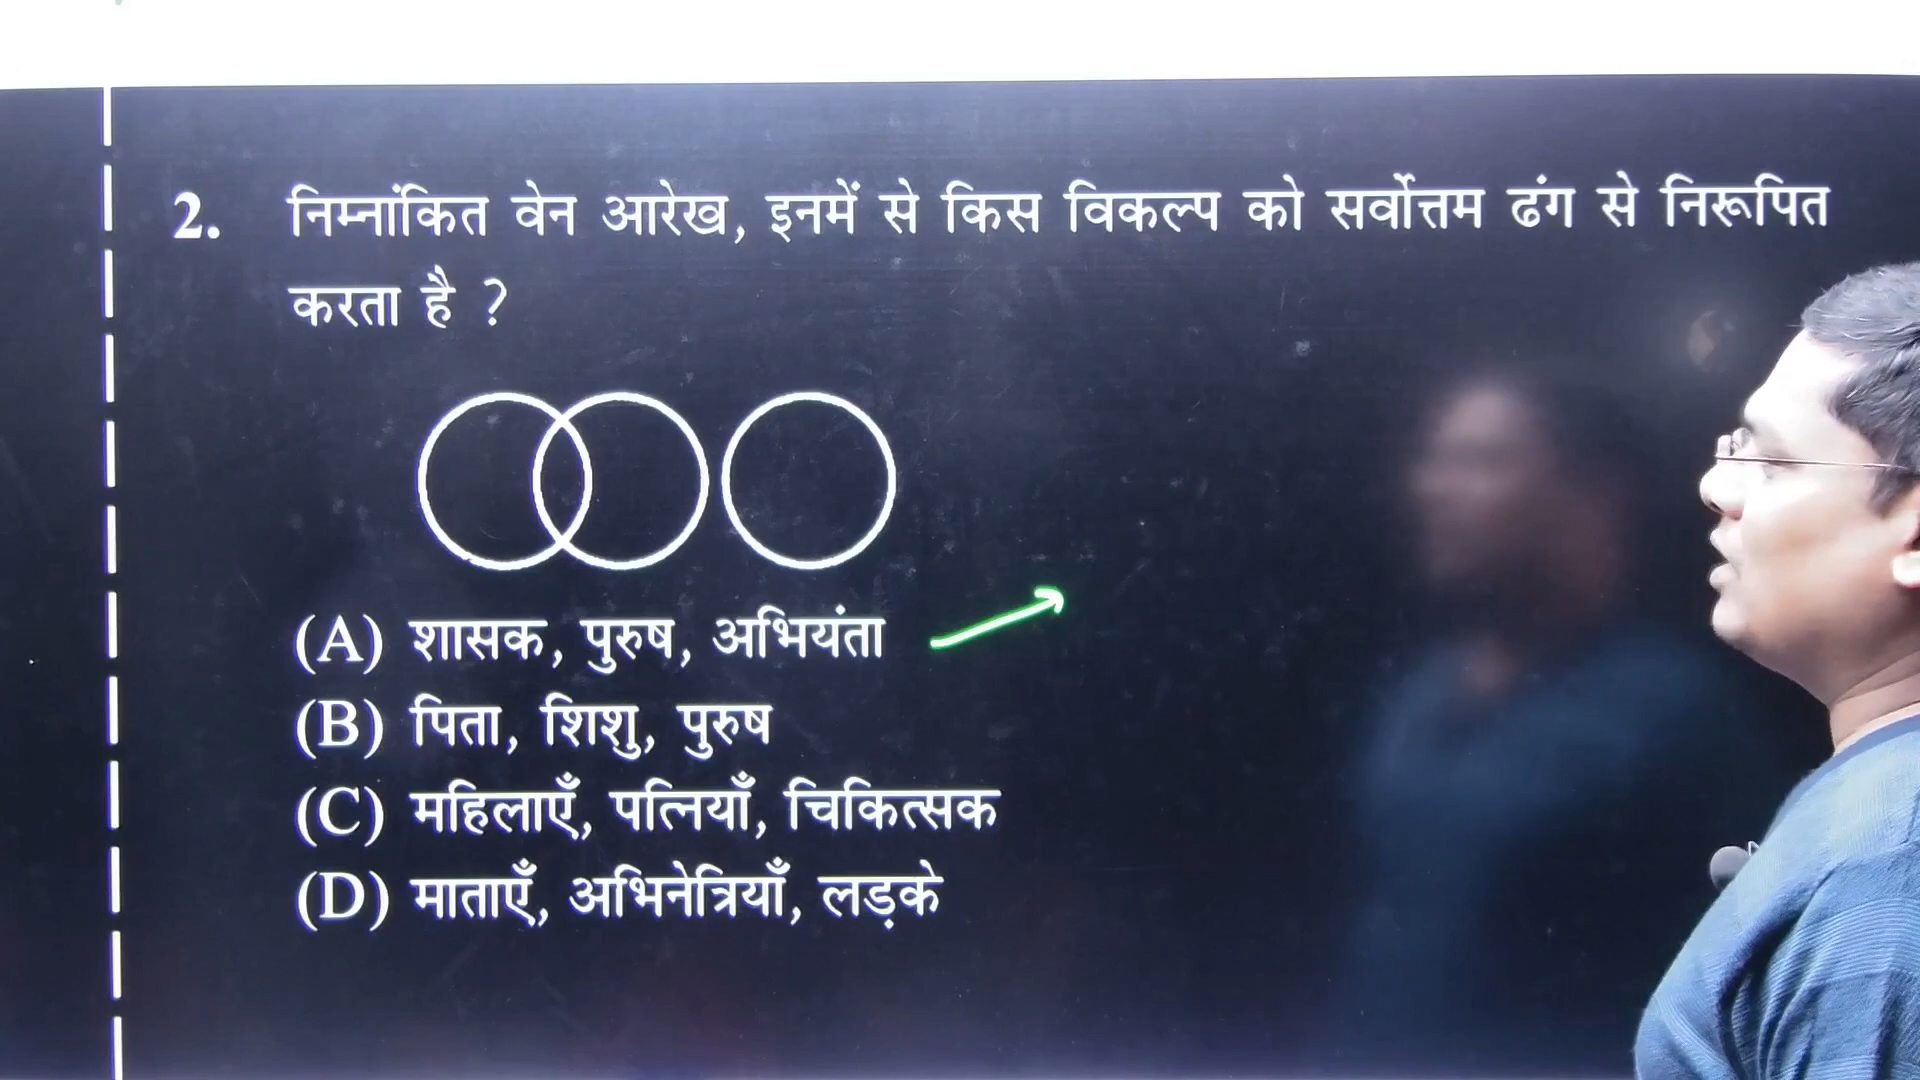 2. निम्नांकित वेन आरेख, इनमें से किस विकल्प को सर्वोत्तम ढंग से निरूपित
करता है ?
(A) शासक, पुरुष, अभियंता
(B) पिता, शिशु, पुरुष
(C) महिलाएँ, पत्नियाँ, चिकित्सक
(D) माताएँ, अभिनेत्रियाँ, लड़के